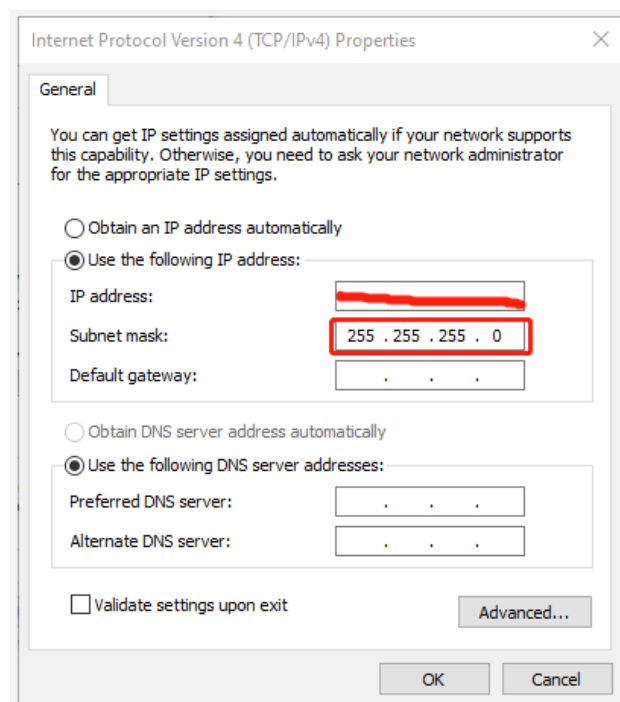 Internet Protocol Version 4 (TCP/IPv4) Properties
General
You can get IP settings assigned automatically if your network supports
this capability. Otherwise, you need to ask your network administrator
for the appropriate IP settings.
Obtain an IP address automatically
Use the following IP address:
IP address:
Subnet mask: 255 . 255 . 255 . 0
Default gateway: . . .
Obtain DNS server address automatically
Use the following DNS server addresses:
Preferred DNS server: . . .
Alternate DNS server: . . .
Validate settings upon exit
Advanced...
OK Cancel